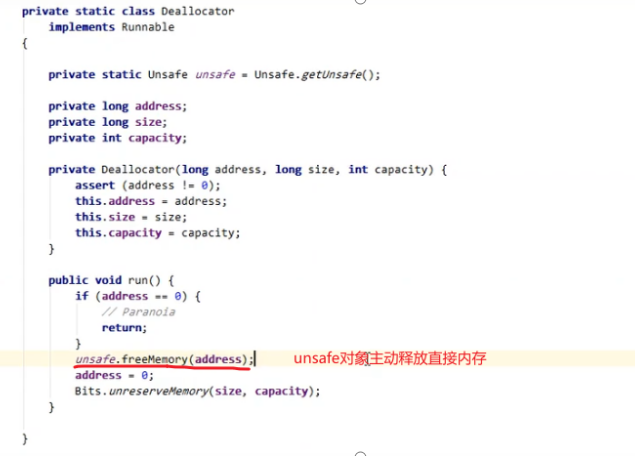 private static class Deallocator
implements Runnable
{
private static Unsafe unsafe = Unsafe.getUnsafe();
private long address;
private long size;
private int capacity;
private Deallocator(long address, long size, int capacity) {
assert (address != 0);
this.address = address;
this.size = size;
this.capacity = capacity;
}
public void run() {
if (address == 0) {
// Paranoia
return;
}
unsafe.freeMemory(address); unsafe对象主动释放直接内存
address = 0;
Bits.unreserveMemory(size, capacity);
}
}